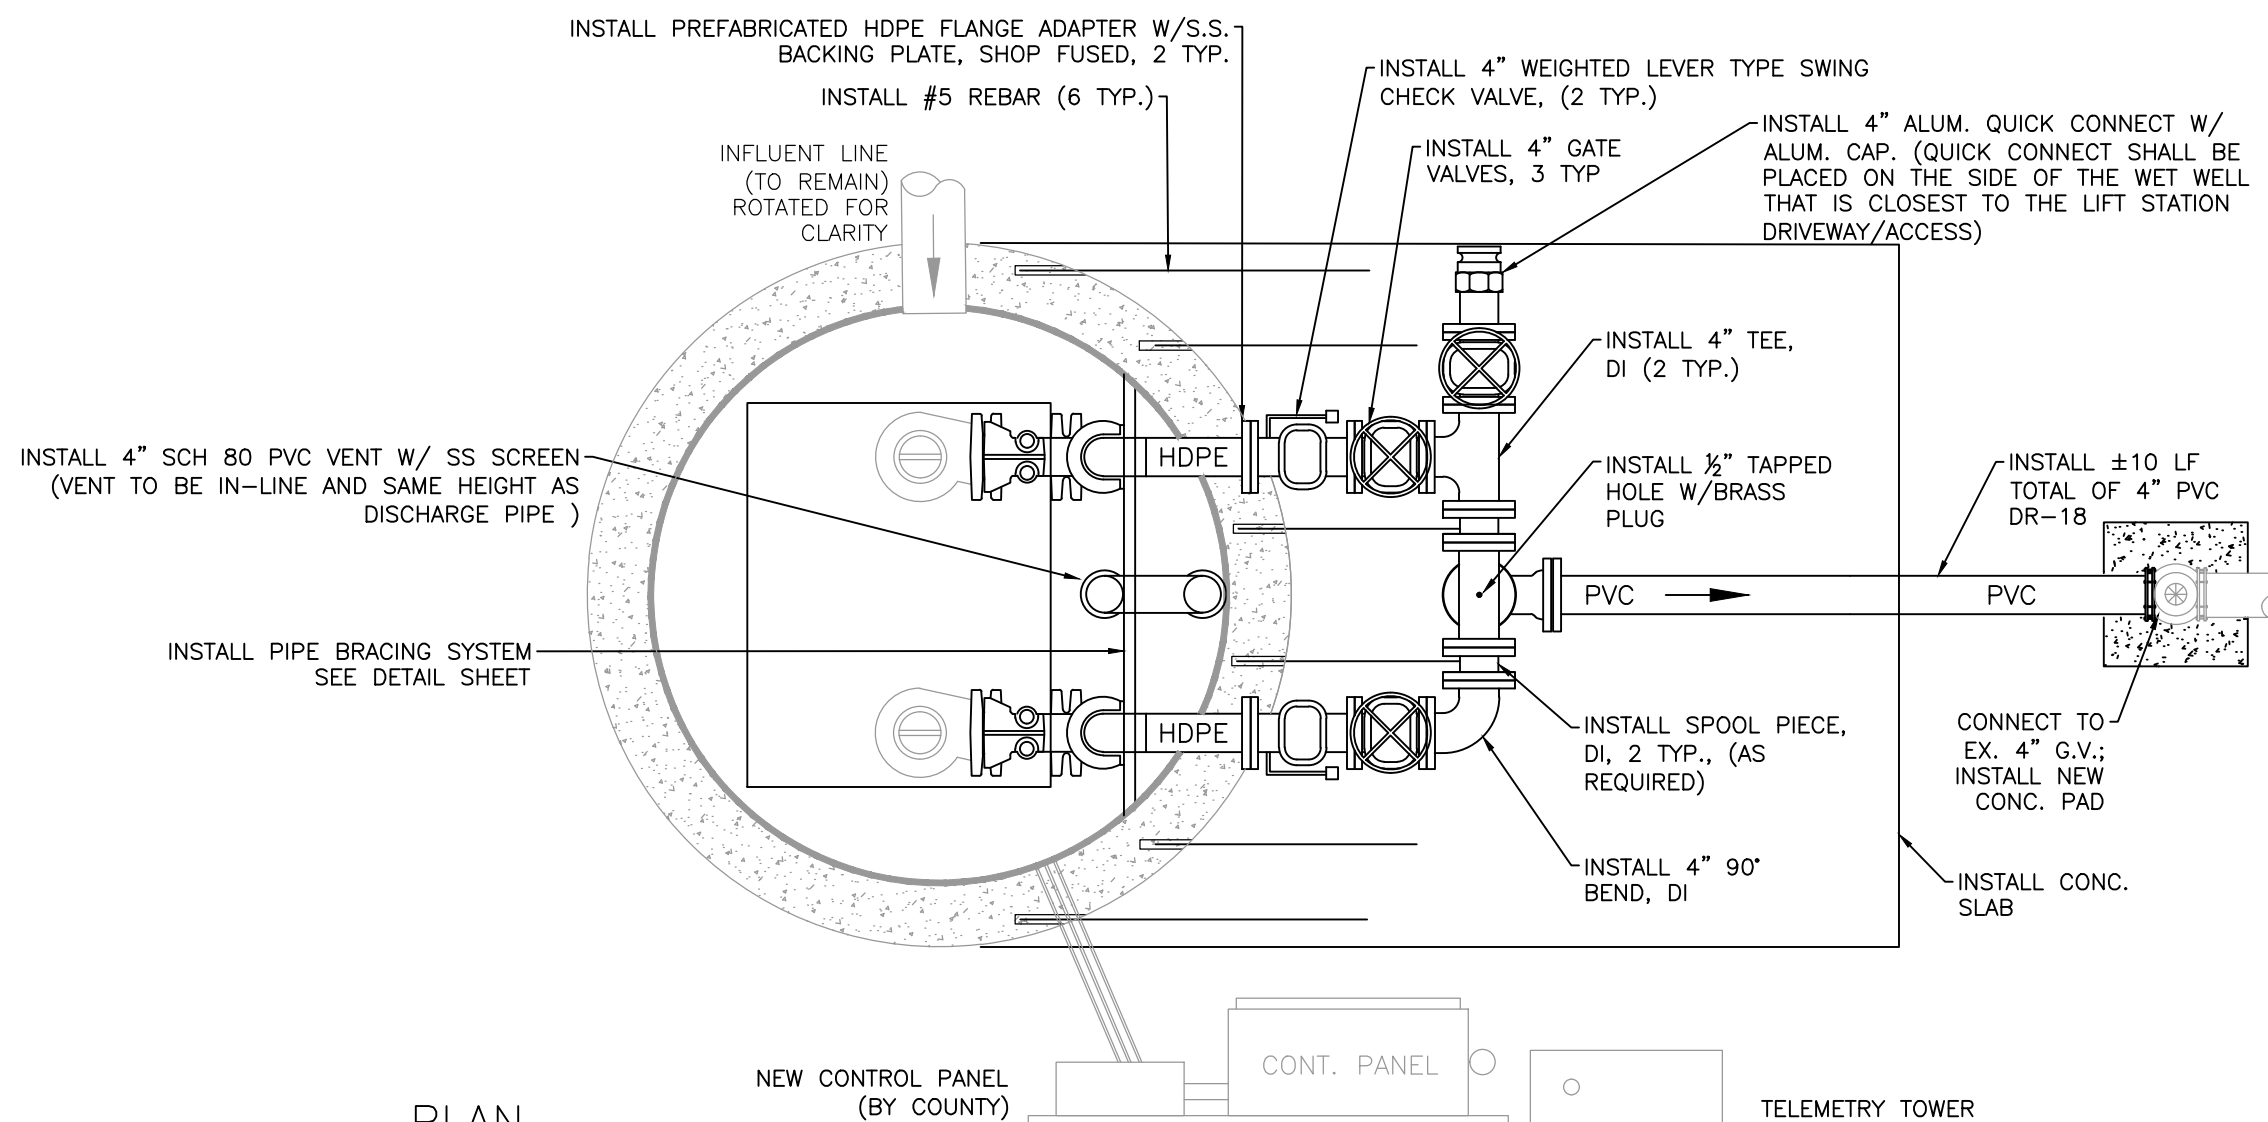 INSTALL PREFABRICATED HDPE FLANGE ADAPTER W/S.S.
BACKING PLATE, SHOP FUSED, 2 TYP.
INSTALL #5 REBAR (6 TYP.)
INFLUENT LINE
(TO REMAIN)
ROTATED FOR
CLARITY
INSTALL 4" WEIGHTED LEVER TYPE SWING
CHECK VALVE, (2 TYP.)
INSTALL 4" GATE
VALVES, 3 TYP
INSTALL 4" ALUM. QUICK CONNECT W/
ALUM. CAP. (QUICK CONNECT SHALL BE
PLACED ON THE SIDE OF THE WET WELL
THAT IS CLOSEST TO THE LIFT STATION
DRIVEWAY/ACCESS)
INSTALL 4" TEE,
DI (2 TYP.)
INSTALL 4" SCH 80 PVC VENT W/ SS SCREEN
(VENT TO BE IN-LINE AND SAME HEIGHT AS
DISCHARGE PIPE )
HDPE
INSTALL ½" TAPPED
HOLE W/BRASS
PLUG
INSTALL ±10 LF
TOTAL OF 4" PVC
DR-18
PVC
PVC
INSTALL PIPE BRACING SYSTEM
SEE DETAIL SHEET
HDPE
INSTALL SPOOL PIECE,
DI, 2 TYP., (AS
REQUIRED)
CONNECT TO
EX. 4" G.V.;
INSTALL NEW
CONC. PAD
INSTALL 4" 90°
BEND, DI
INSTALL CONC.
SLAB
NEW CONTROL PANEL
(BY COUNTY)
CONT. PANEL
TELEMETRY TOWER
PLAN